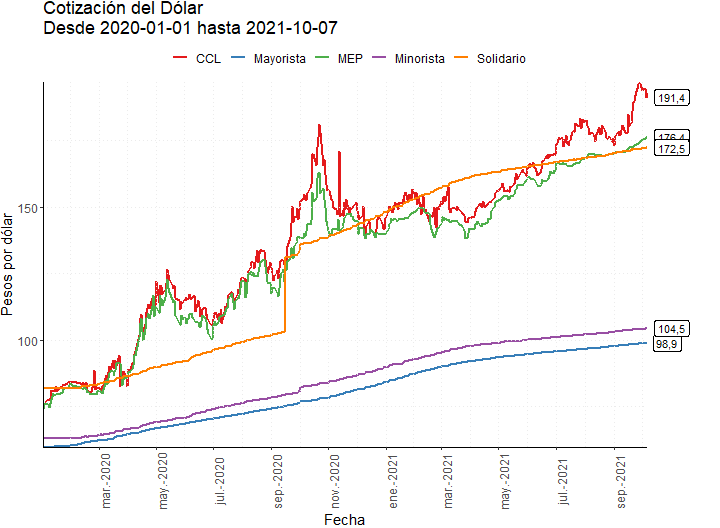 Cotización del Dólar
Desde 2020-01-01 hasta 2021-10-07
CCL Mayorista MEP Minorista Solidario
Pesos por dólar
150
100
191,4
176,4
172,5
104,5
98,9
mar.-2020
may.-2020
jul.-2020
sep.-2020
nov.-2020
ene.-2021
mar.-2021
may.-2021
jul.-2021
sep.-2021
Fecha